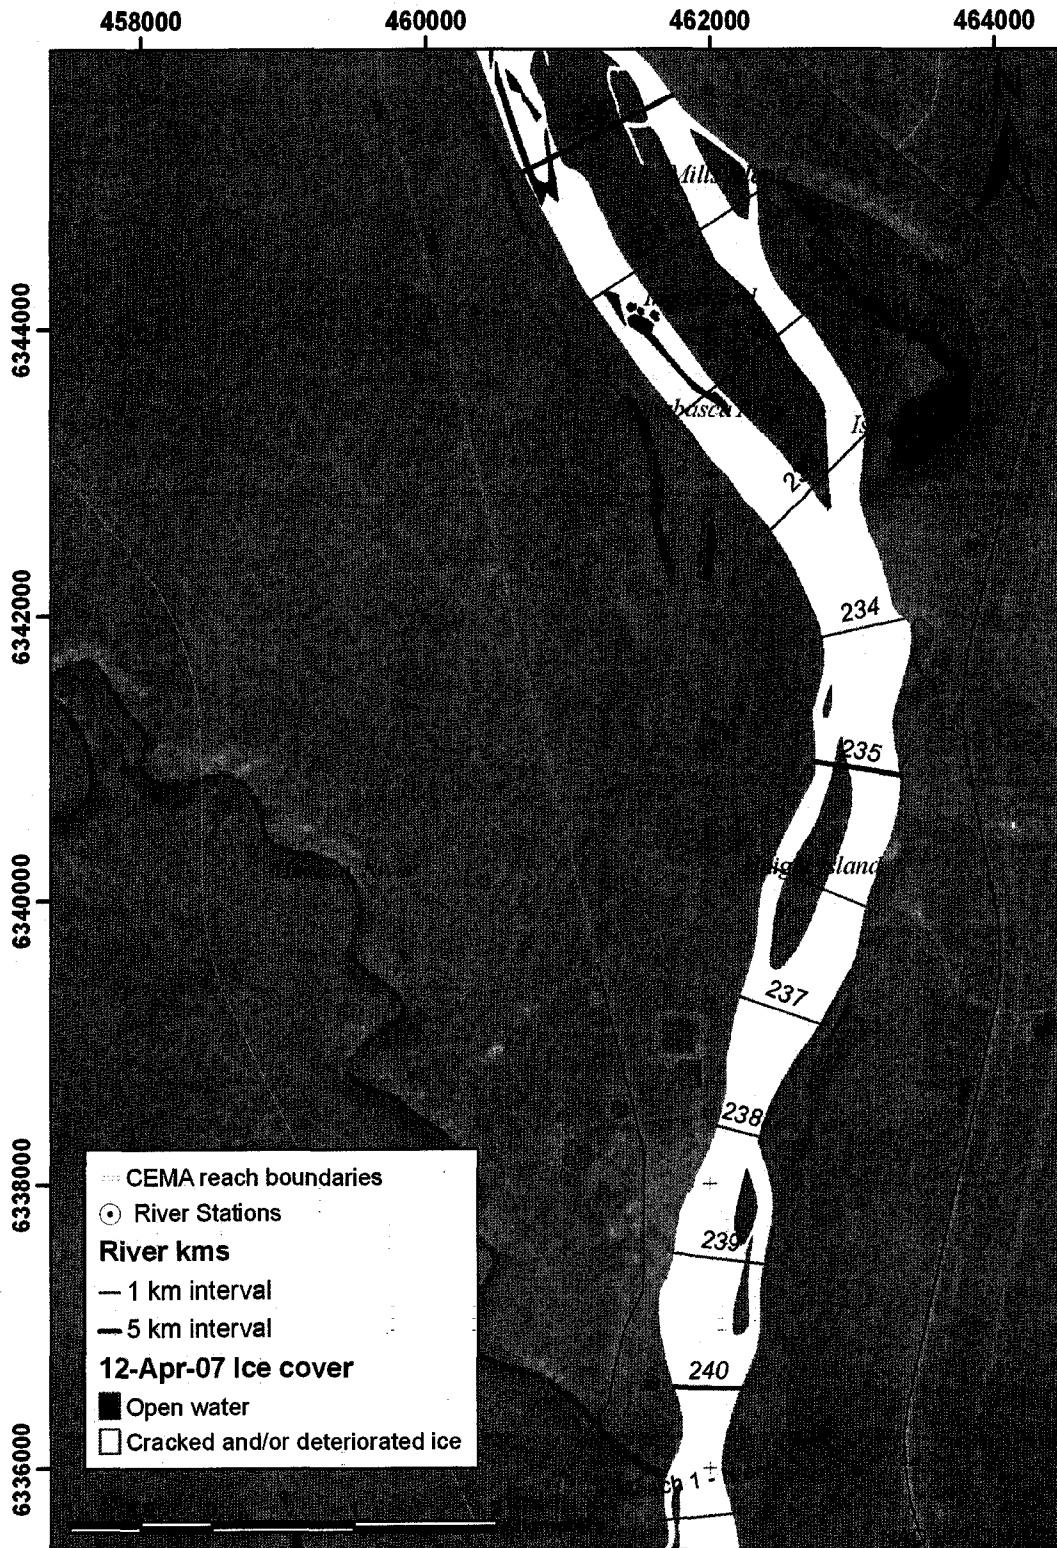 458000
460000
462000
464000
6344000
6342000
6340000
6338000
6336000
234
235
Island
237
238
239
240
CEMA reach boundaries
River Stations
River kms
1 km interval
5 km interval
12-Apr-07 Ice cover
Open water
Cracked and/or deteriorated ice